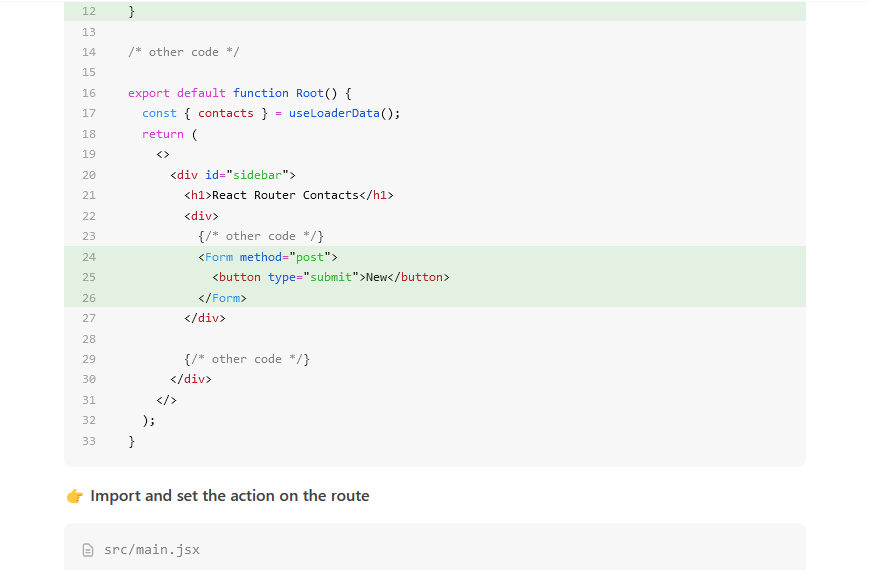 12 }
13
14 /* other code */
15
16 export default function Root() {
17 const { contacts } = useLoaderData();
18 return (
19 <>
20 <div id="sidebar">
21 <h1>React Router Contacts</h1>
22 <div>
23 {/* other code */}
24 <Form method="post">
25 <button type="submit">New</button>
26 </Form>
27 </div>
28
29 {/* other code */}
30 </div>
31 </>
32 );
33 }
👉 Import and set the action on the route
src/main.jsx